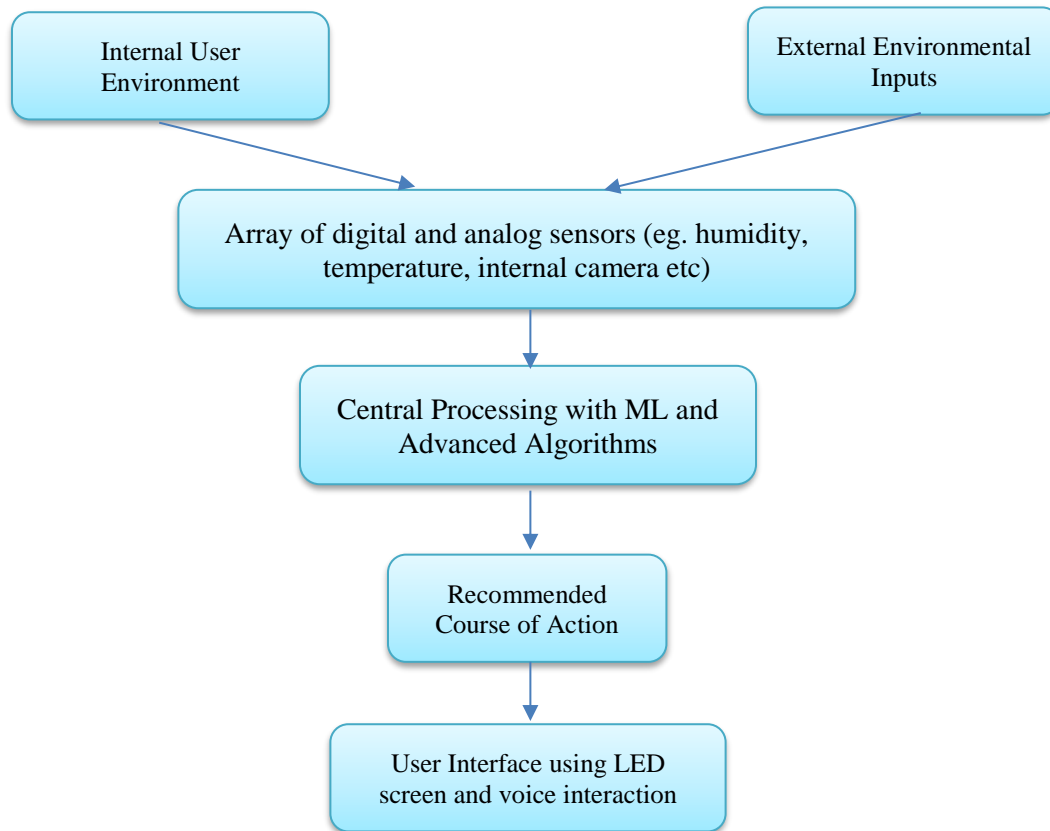 Internal User
Environment
External Environmental
Inputs
Array of digital and analog sensors (eg. humidity,
temperature, internal camera etc)
Central Processing with ML and
Advanced Algorithms
Recommended
Course of Action
User Interface using LED
screen and voice interaction